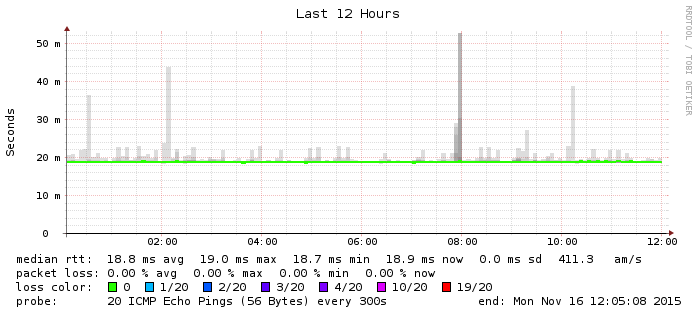 Last 12 Hours
RRDTOOL / TOBI OETIKER
Seconds
50 m
40 m
30 m
20 m
10 m
0
02:00 04:00 06:00 08:00 10:00 12:00
median rtt: 18.8 ms avg 19.0 ms max 18.7 ms min 18.9 ms now 0.0 ms sd 411.3 am/s
packet loss: 0.00 % avg 0.00 % max 0.00 % min 0.00 % now
loss color: 0 1/20 2/20 3/20 4/20 10/20 19/20
probe: 20 ICMP Echo Pings (56 Bytes) every 300s end: Mon Nov 16 12:05:08 2015